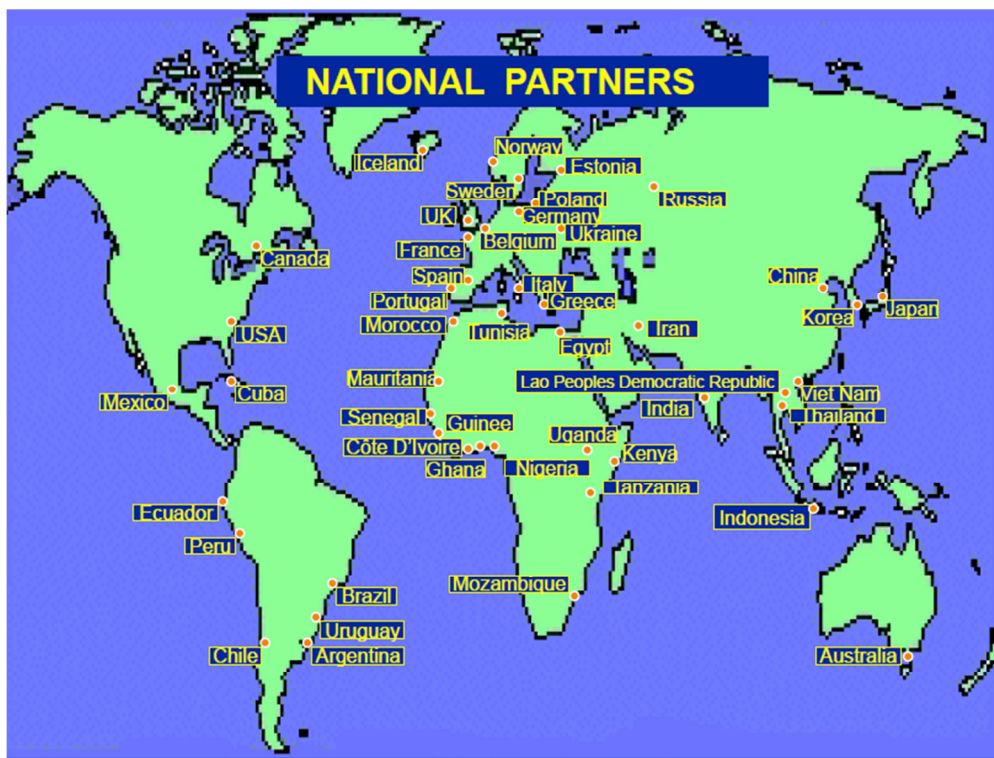 NATIONAL PARTNERS
Norway
Iceland
Estonia
Sweden
Poland
Russia
UK
Germany
Ukraine
France
Belgium
Canada
Spain
China
Italy
Portugal
Greece
Korea
Japan
Morocco
Tunisia
Iran
USA
Egypt
Mauritania
Lao Peoples Democratic Republic
Cuba
Viet Nam
Mexico
India
Thailand
Senegal
Guinee
Uganda
Côte D'Ivoire
Kenya
Ghana
Nigeria
Tanzania
Ecuador
Indonesia
Peru
Mozambique
Brazil
Uruguay
Chile
Argentina
Australia